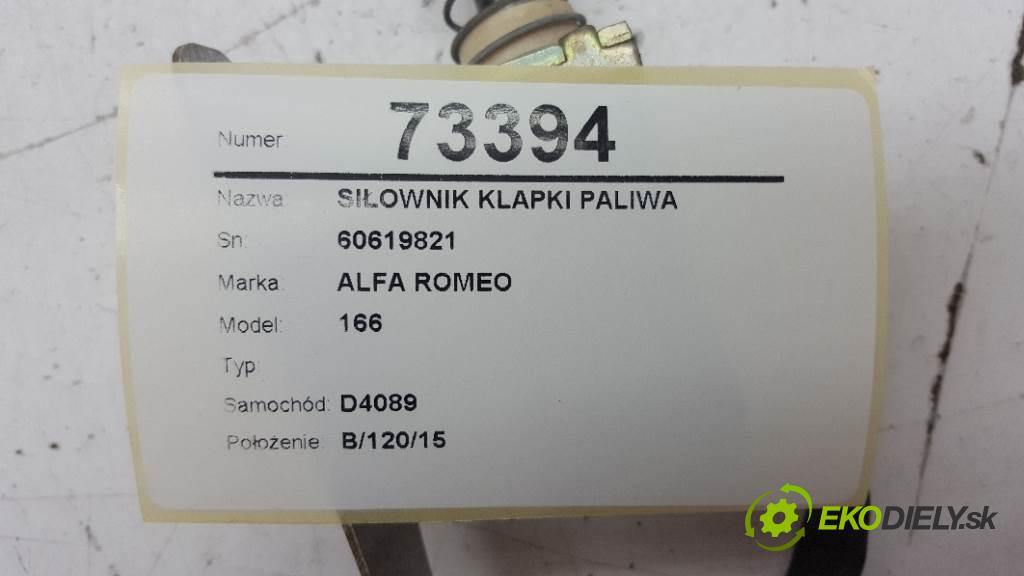 Numer 73394
Nazwa: SIŁOWNIK KLAPKI PALIWA
Sn: 60619821
Marka: ALFA ROMEO
Model: 166
Typ:
Samochód: D4089
Położenie: B/120/15
EKODIELY.sk